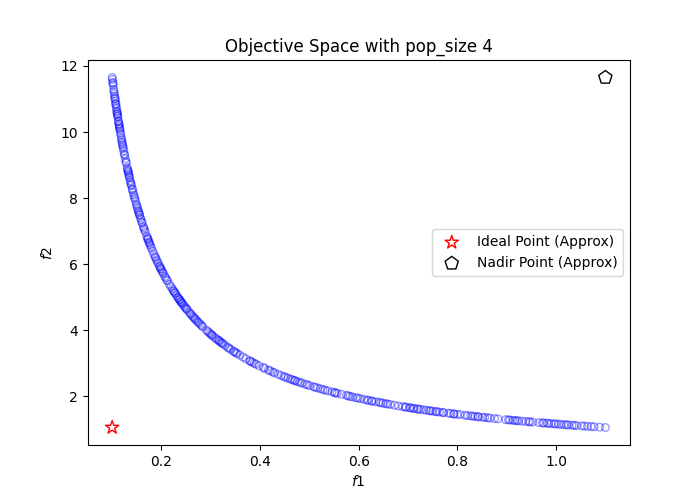 Objective Space with pop_size 4
12
10
8
6
4
2
f2
Ideal Point (Approx)
Nadir Point (Approx)
0.2 0.4 0.6 0.8 1.0
f1